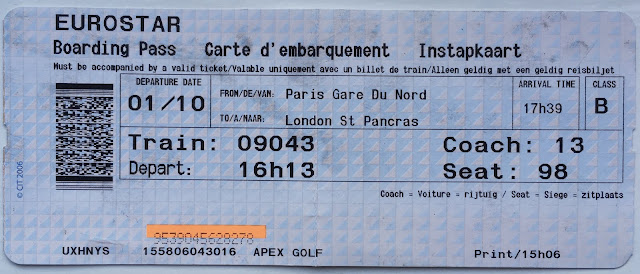 EUROSTAR
Boarding Pass Carte d'embarquement Instapkaart
Must be accompanied by a valid ticket/Valable uniquement avec un billet de train/Alleen geldig met een geldig reisbiljet
DEPARTURE DATE
01/10
FROM/DE/VAN: Paris Gare Du Nord
TO/A/NAAR: London St Pancras
ARRIVAL TIME
17h39
CLASS
B
Train: 09043 Coach: 13
Depart: 16h13 Seat: 98
Coach = Voiture = rijtuig / Seat = Siege = zitplaats
© CIT 2006
9539045628278
UXHNYS 155806043016 APEX GOLF Print/15h06